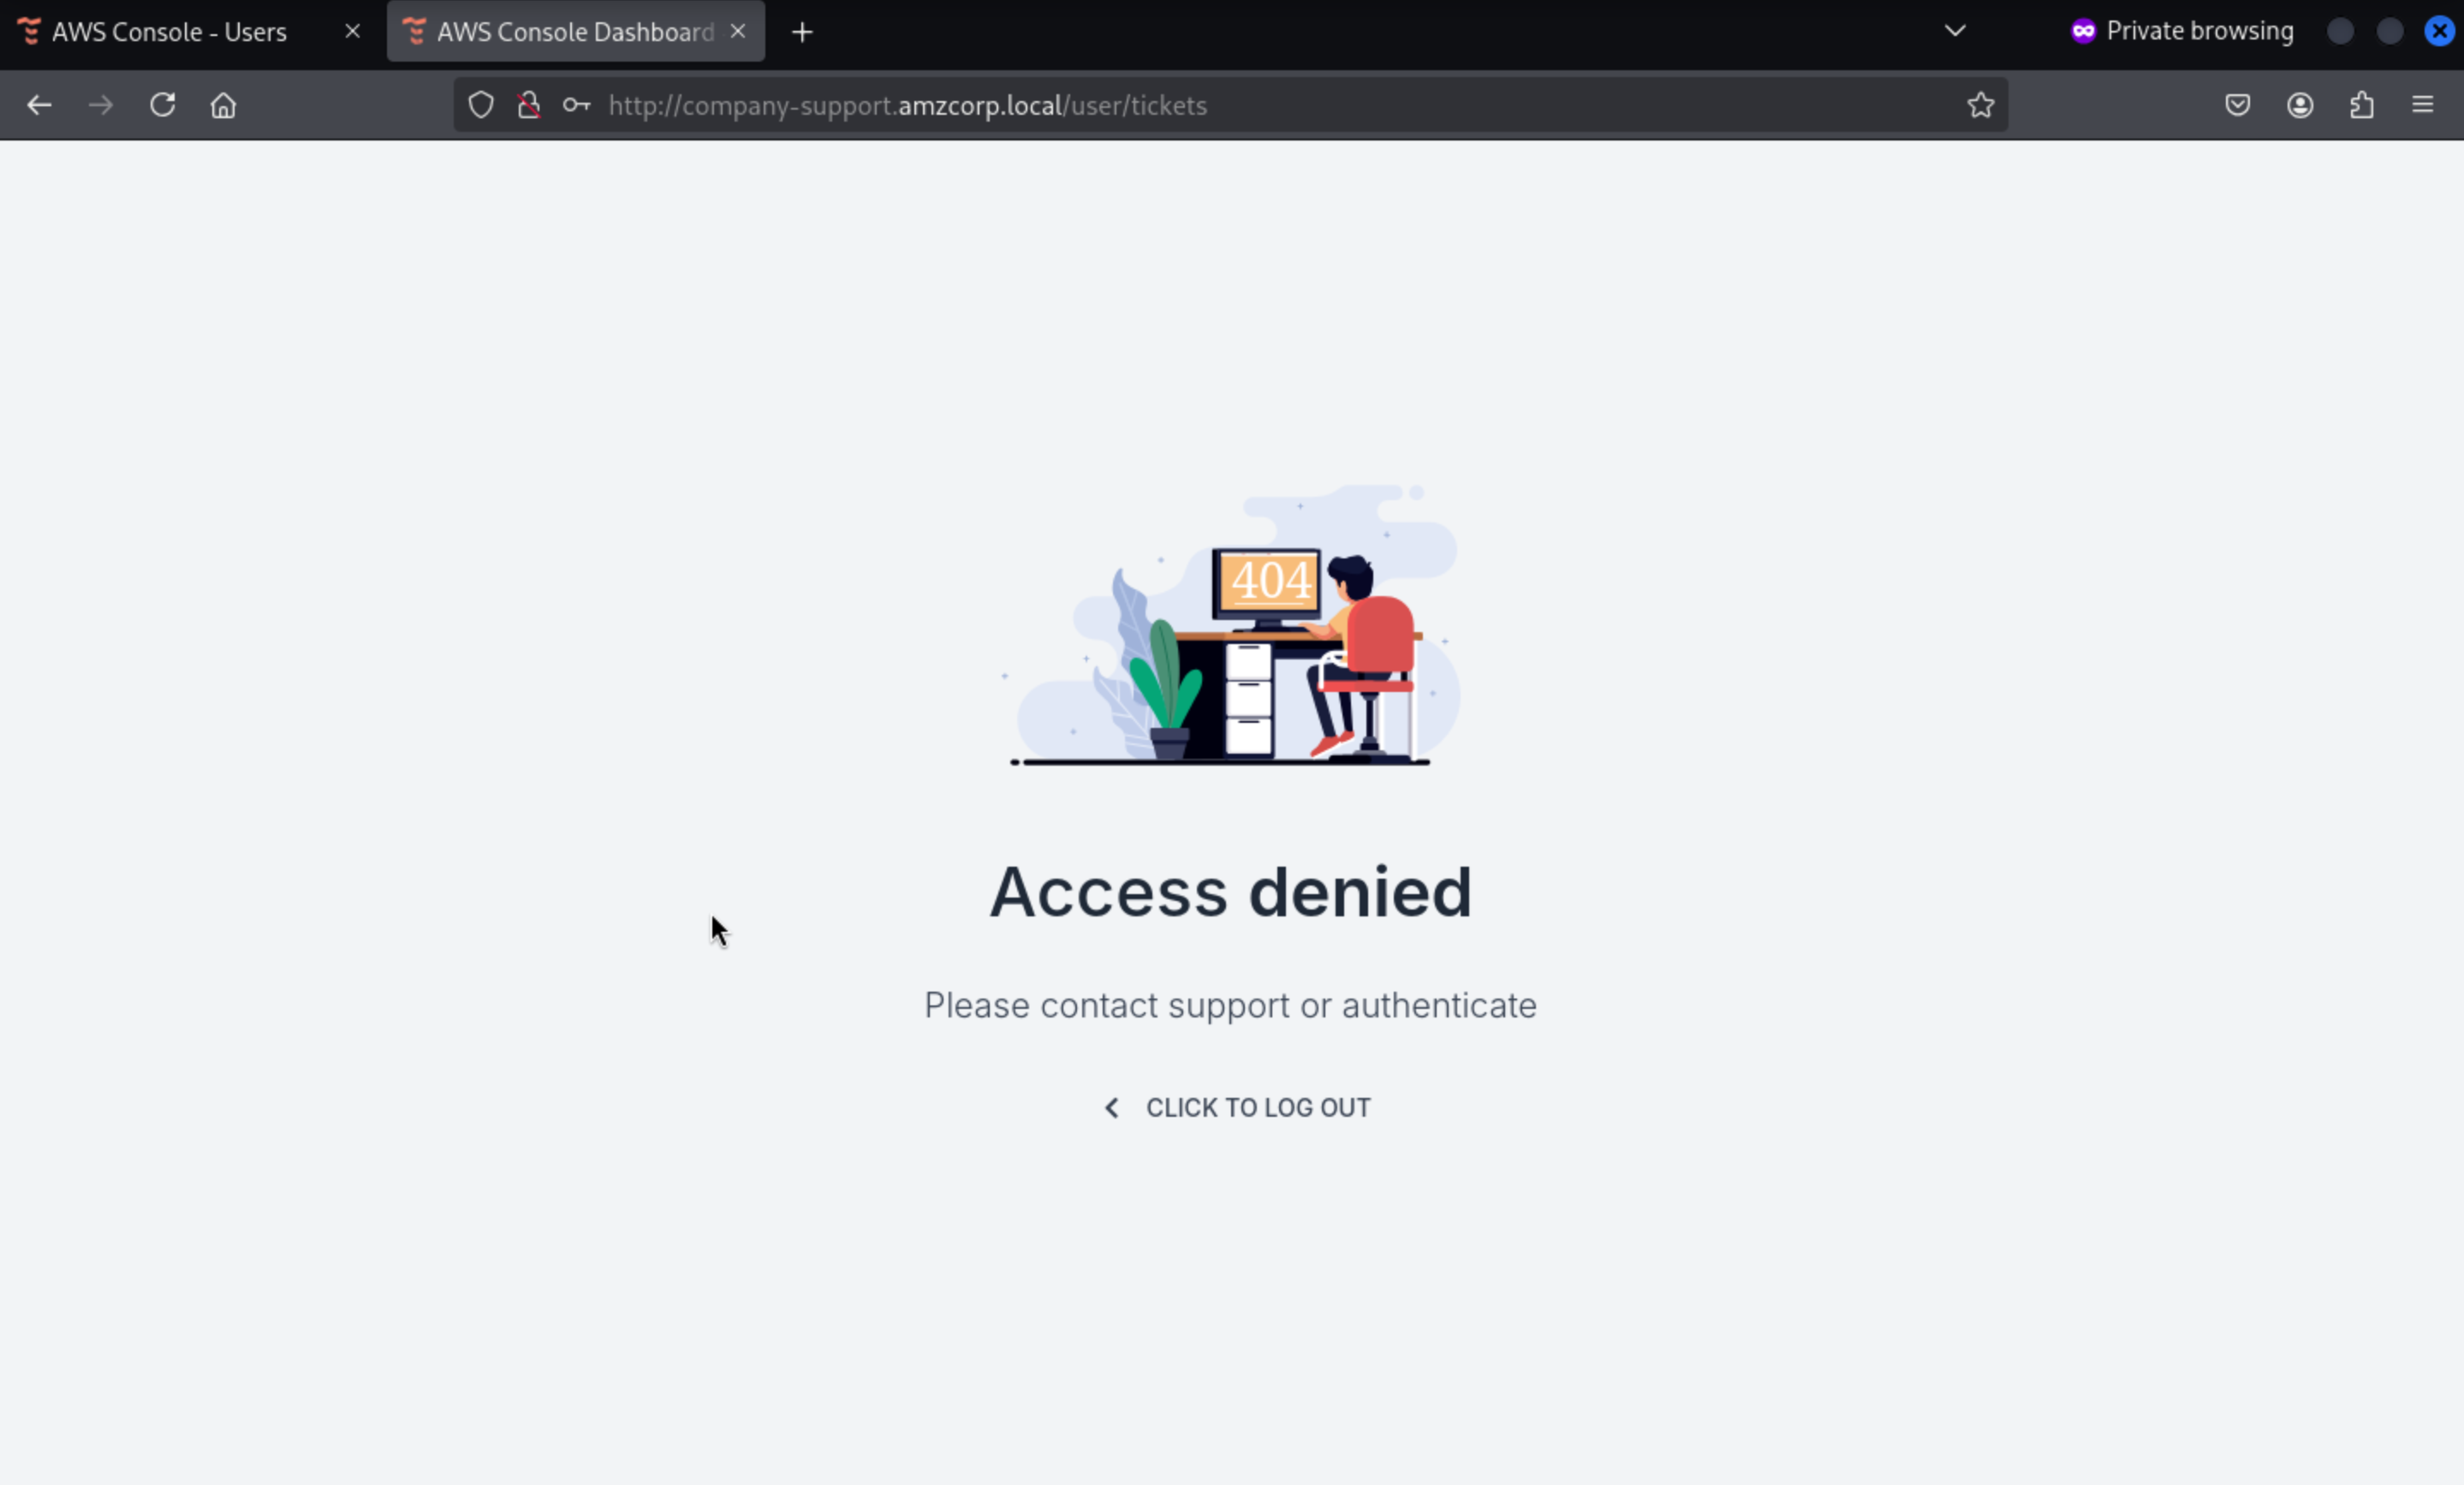 AWS Console - Users
AWS Console Dashboard
Private browsing
http://company-support.amzcorp.local/user/tickets
404
Access denied
Please contact support or authenticate
CLICK TO LOG OUT